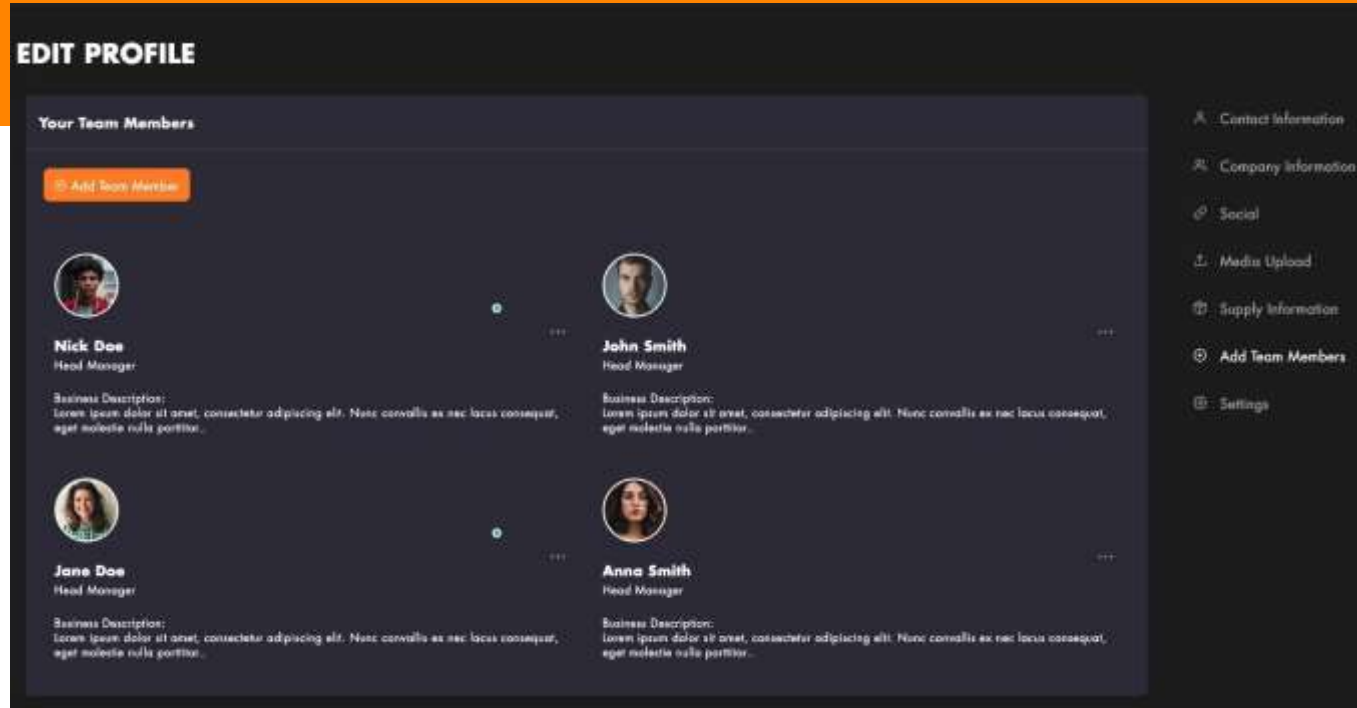 EDIT PROFILE
Your Team Members
Add Team Member
Nick Doe
Head Manager
Business Description:
Lorem ipsum dolor sit amet, consectetur adipiscing elit. Nunc convallis ex nec lacus consequat,
eget molestie nulla porttitor..
John Smith
Head Manager
Business Description:
Lorem ipsum dolor sit amet, consectetur adipiscing elit. Nunc convallis ex nec lacus consequat,
eget molestie nulla porttitor..
Jane Doe
Head Manager
Business Description:
Lorem ipsum dolor sit amet, consectetur adipiscing elit. Nunc convallis ex nec lacus consequat,
eget molestie nulla porttitor..
Anna Smith
Head Manager
Business Description:
Lorem ipsum dolor sit amet, consectetur adipiscing elit. Nunc convallis ex nec lacus consequat,
eget molestie nulla porttitor..
Contact Information
Company Information
Social
Media Upload
Supply Information
Add Team Members
Settings